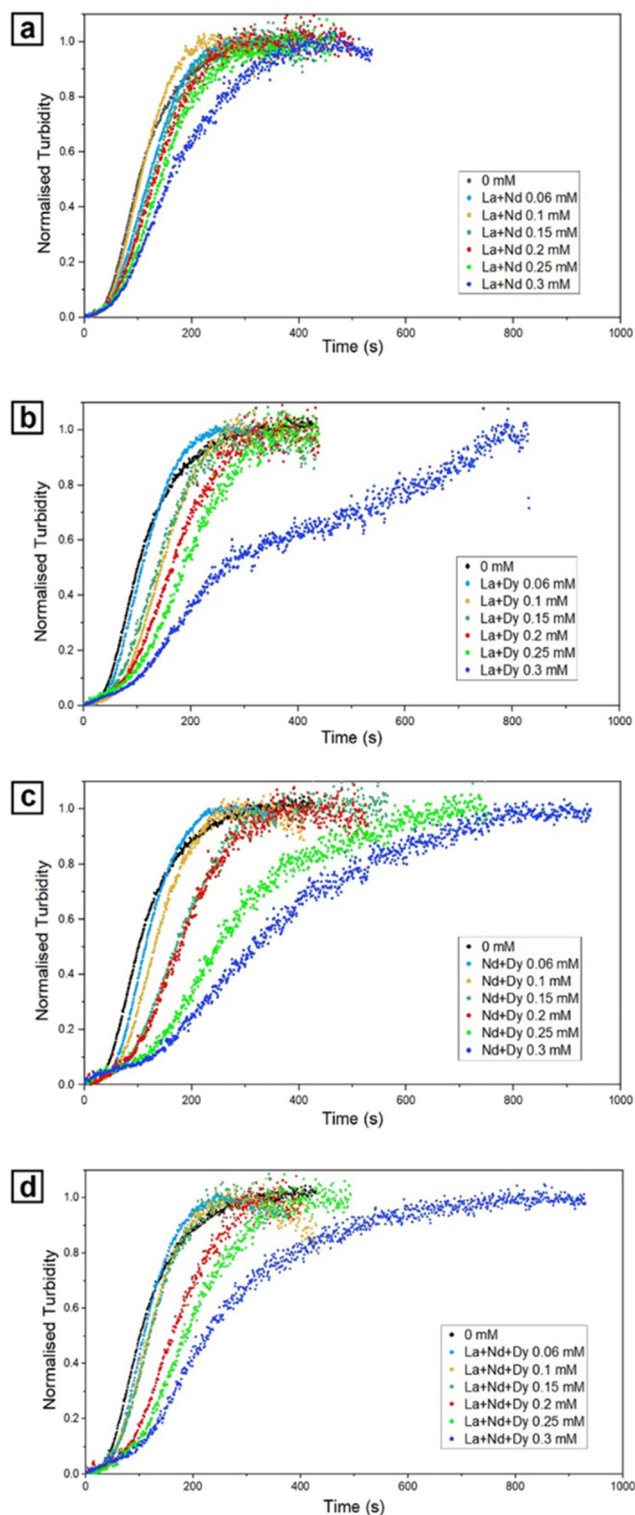 a
Normalised Turbidity
1.0
0.8
0.6
0.4
0.2
0.0
0 mM
La+Nd 0.06 mM
La+Nd 0.1 mM
La+Nd 0.15 mM
La+Nd 0.2 mM
La+Nd 0.25 mM
La+Nd 0.3 mM
0 200 400 600 800 1000
Time (s)
b
Normalised Turbidity
1.0
0.8
0.6
0.4
0.2
0.0
0 mM
La+Dy 0.06 mM
La+Dy 0.1 mM
La+Dy 0.15 mM
La+Dy 0.2 mM
La+Dy 0.25 mM
La+Dy 0.3 mM
0 200 400 600 800 1000
Time (s)
c
Normalised Turbidity
1.0
0.8
0.6
0.4
0.2
0.0
0 mM
Nd+Dy 0.06 mM
Nd+Dy 0.1 mM
Nd+Dy 0.15 mM
Nd+Dy 0.2 mM
Nd+Dy 0.25 mM
Nd+Dy 0.3 mM
0 200 400 600 800 1000
Time (s)
d
Normalised Turbidity
1.0
0.8
0.6
0.4
0.2
0.0
0 mM
La+Nd+Dy 0.06 mM
La+Nd+Dy 0.1 mM
La+Nd+Dy 0.15 mM
La+Nd+Dy 0.2 mM
La+Nd+Dy 0.25 mM
La+Nd+Dy 0.3 mM
0 200 400 600 800 1000
Time (s)